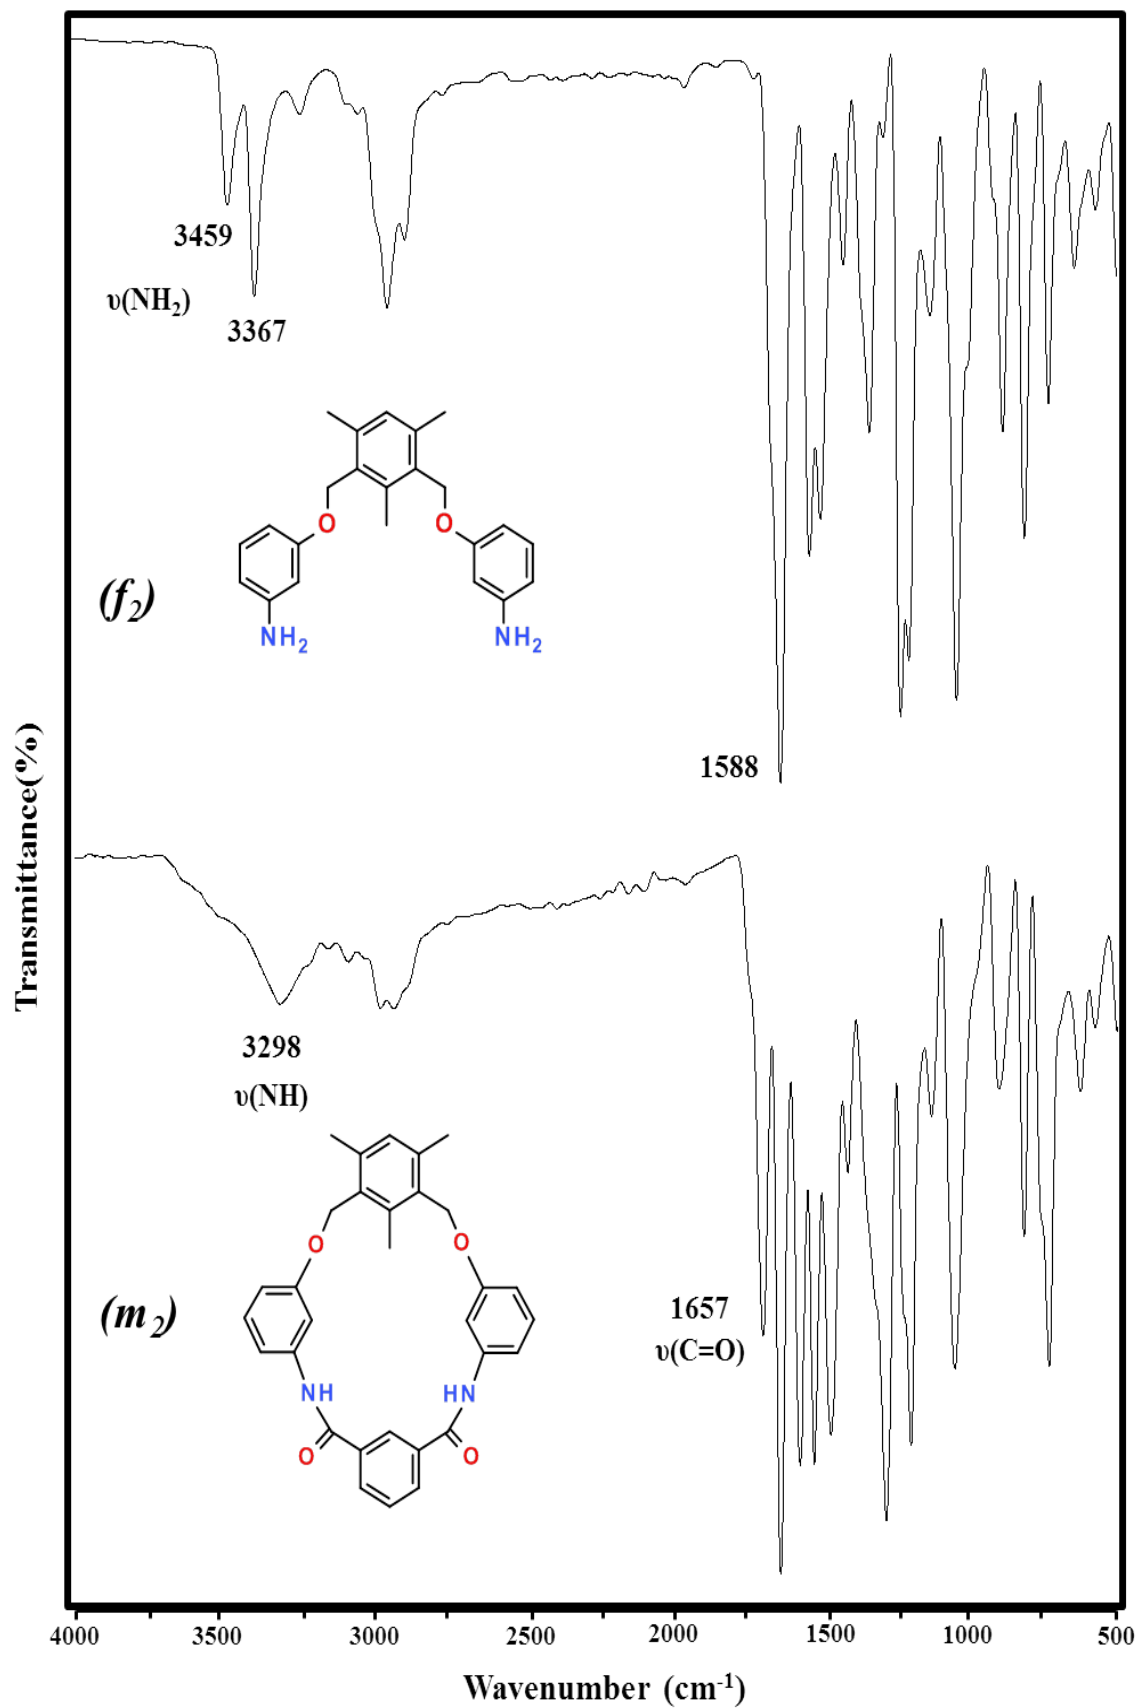 3459
υ(NH₂)
3367
O O
(f₂)
NH₂ NH₂
1588
Transmittance(%)
3298
υ(NH)
O O
(m₂)
1657
υ(C=O)
NH HN
O O
4000 3500 3000 2500 2000 1500 1000 500
Wavenumber (cm⁻¹)